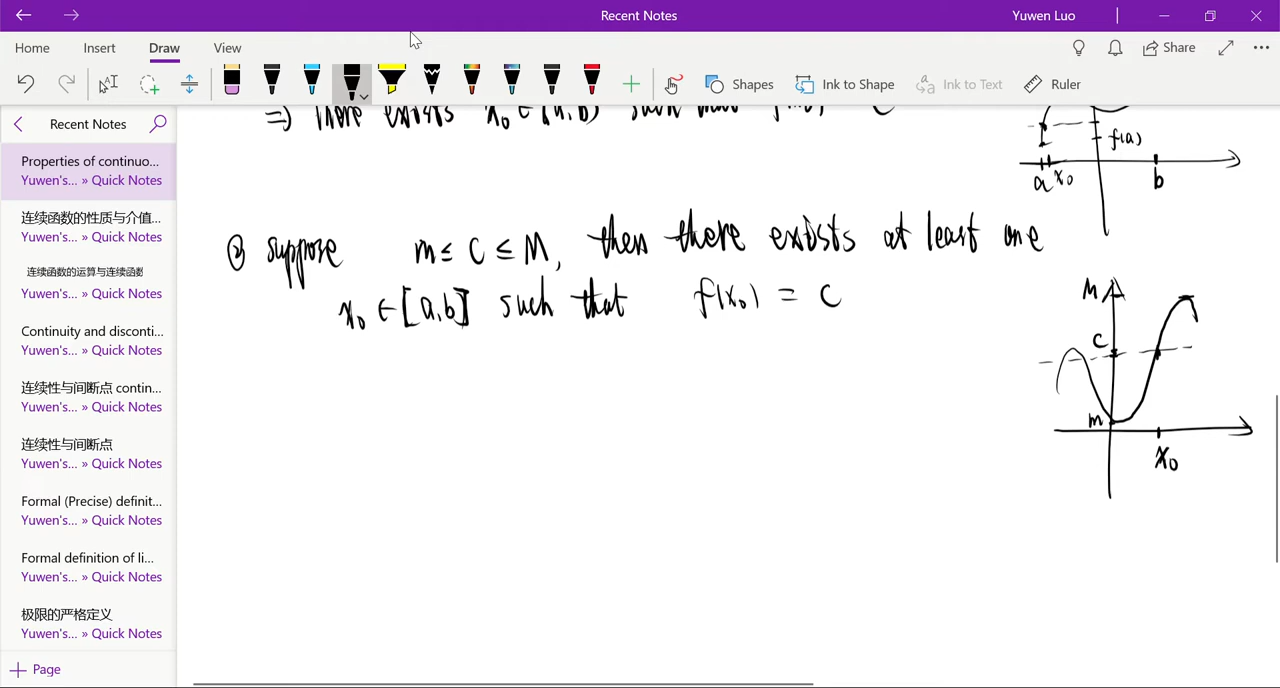 Recent Notes
Yuwen Luo
Home Insert Draw View
Share
Shapes
Ink to Shape
Ink to Text
Ruler
Recent Notes
Properties of continuo...
Yuwen's... » Quick Notes
连续函数的性质与介值...
Yuwen's... » Quick Notes
连续函数的运算与连续函数
Yuwen's... » Quick Notes
Continuity and disconti...
Yuwen's... » Quick Notes
连续性与间断点 contin...
Yuwen's... » Quick Notes
连续性与间断点
Yuwen's... » Quick Notes
Formal (Precise) definit...
Yuwen's... » Quick Notes
Formal definition of li...
Yuwen's... » Quick Notes
极限的严格定义
Yuwen's... » Quick Notes
Page
⇒ There exists x₀ ∈ (a,b) such that
f(a)
a x₀ b
② suppose m ≤ C ≤ M, then there exists at least one
x₀ ∈ [a,b] such that f(x₀) = C
M
C
m
x₀